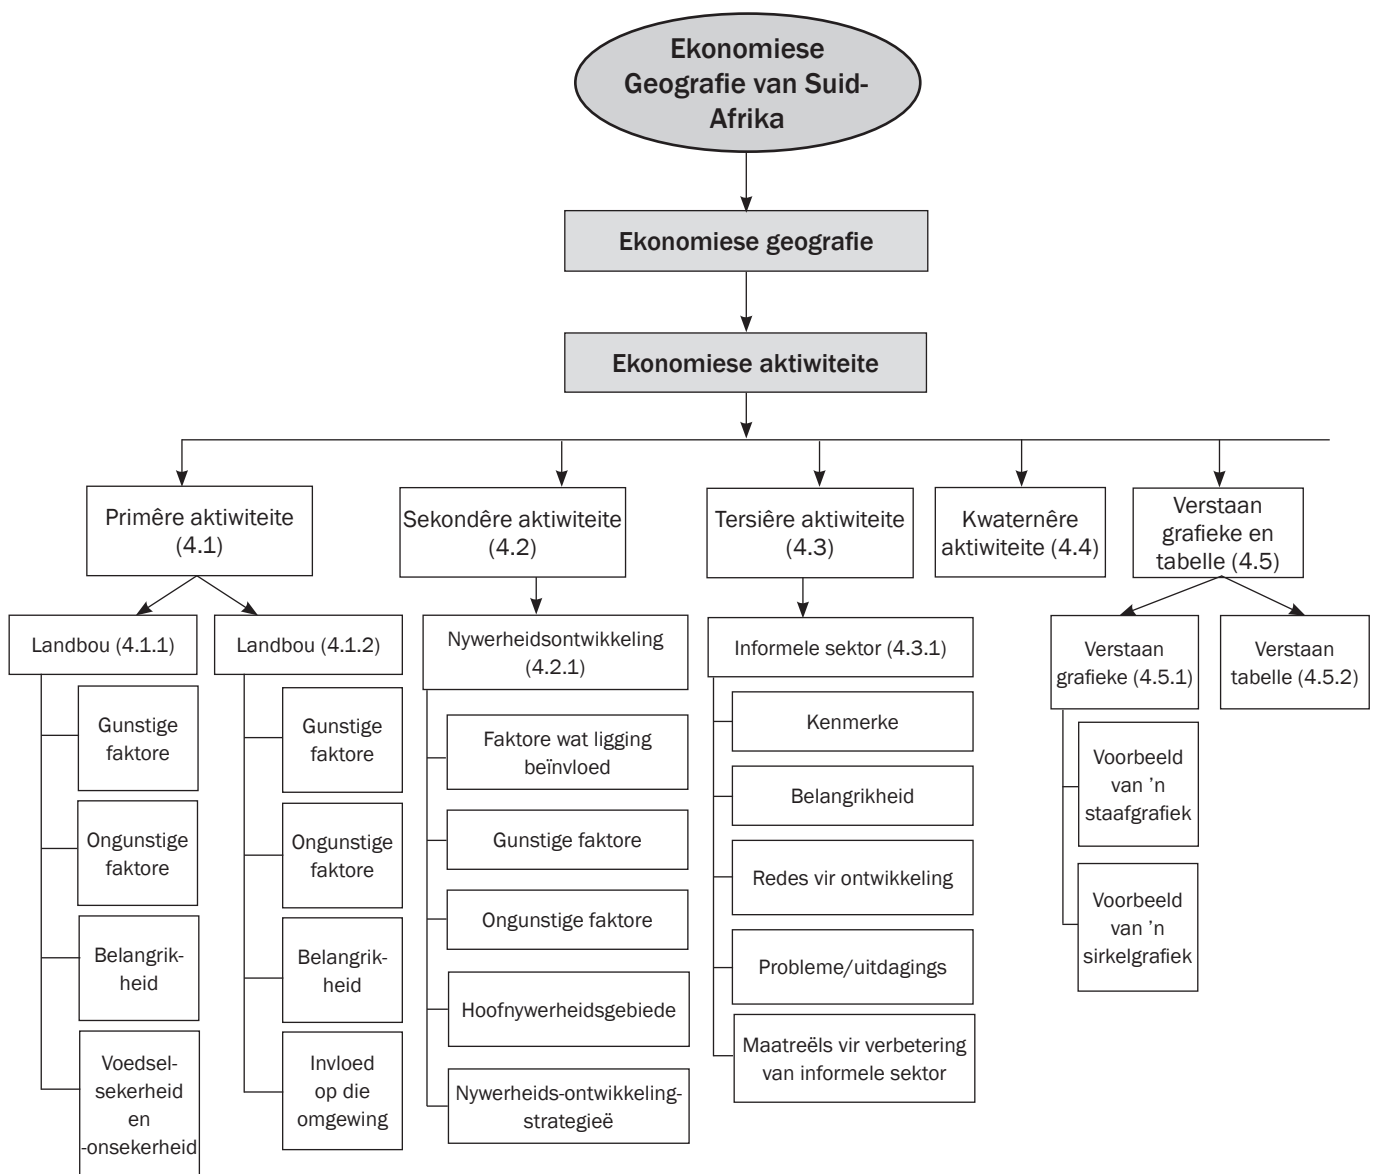 Ekonomiese
Geografie van Suid-
Afrika
Ekonomiese geografie
Ekonomiese aktiwiteite
Primêre aktiwiteite
(4.1)
Sekondêre aktiwiteite
(4.2)
Tersiêre aktiwiteite
(4.3)
Kwaternêre
aktiwiteite (4.4)
Verstaan
grafieke en
tabelle (4.5)
Landbou (4.1.1)
Gunstige
faktore
Ongunstige
faktore
Belangrik-
heid
Voedsel-
sekerheid
en
-onsekerheid
Landbou (4.1.2)
Gunstige
faktore
Ongunstige
faktore
Belangrik-
heid
Invloed
op die
omgewing
Nywerheidsontwikkeling
(4.2.1)
Faktore wat ligging
beïnvloed
Gunstige faktore
Ongunstige faktore
Hoofnywerheidsgebiede
Nywerheids-ontwikkeling-
strategieë
Informele sektor (4.3.1)
Kenmerke
Belangrikheid
Redes vir ontwikkeling
Probleme/uitdagings
Maatreëls vir verbetering
van informele sektor
Verstaan
grafieke (4.5.1)
Voorbeeld
van ’n
staafgrafiek
Voorbeeld
van ’n
sirkelgrafiek
Verstaan
tabelle (4.5.2)